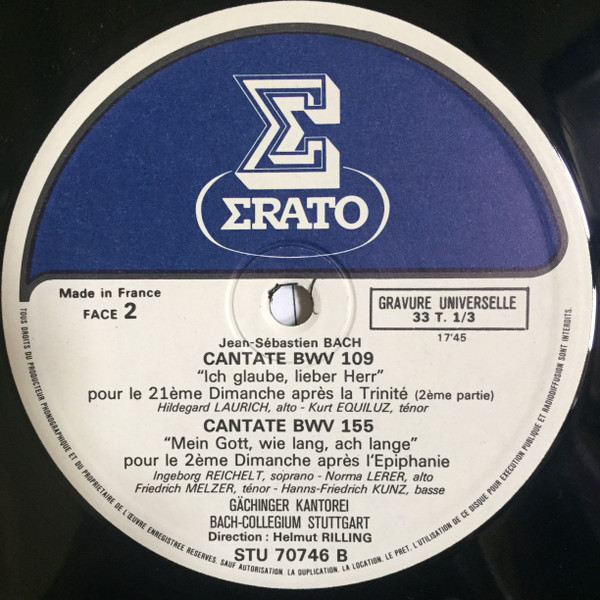 Σ
ΣRATO
Made in France
FACE 2
GRAVURE UNIVERSELLE
33 T. 1/3
17'45
Jean-Sébastien BACH
CANTATE BWV 109
“Ich glaube, lieber Herr”
pour le 21ème Dimanche après la Trinité (2ème partie)
Hildegard LAURICH, alto - Kurt EQUILUZ, ténor
CANTATE BWV 155
“Mein Gott, wie lang, ach lange”
pour le 2ème Dimanche après l'Epiphanie
Ingeborg REICHELT, soprano - Norma LERER, alto
Friedrich MELZER, ténor - Hanns-Friedrich KUNZ, basse
GÄCHINGER KANTOREI
BACH-COLLEGIUM STUTTGART
Direction : Helmut RILLING
STU 70746 B
TOUS DROITS DU PRODUCTEUR PHONOGRAPHIQUE ET DU PROPRIETAIRE DE L'ŒUVRE ENREGISTREE RESERVES. SAUF AUTORISATION. LA DUPLICATION. LA LOCATION. LE PRET. L'UTILISATION DE CE DISQUE POUR EXECUTION PUBLIQUE ET RADIODIFFUSION SONT INTERDITS.